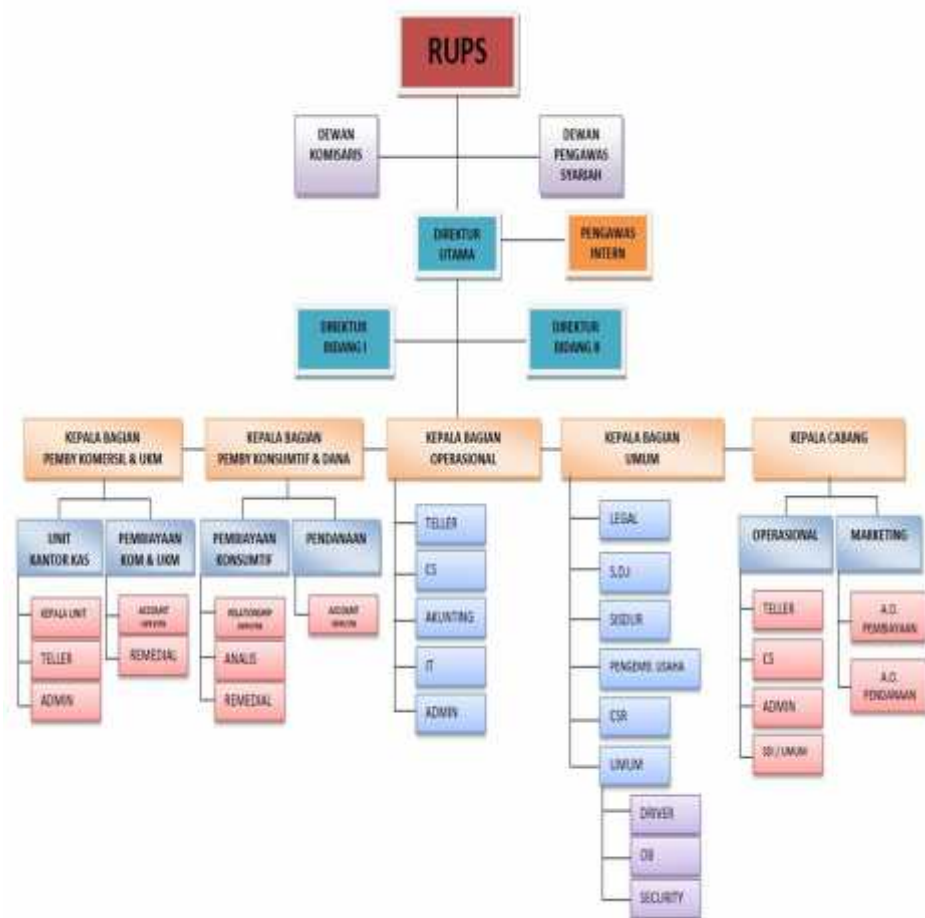 RUPS
DEWAN
KOMISARIS
DEWAN
PENGAWAS
SYARIAH
DIREKTUR
UTAMA
PENGAWAS
INTERN
DIREKTUR
BIDANG I
DIREKTUR
BIDANG II
KEPALA BAGIAN
PEMBY KOMERSIL & UKM
KEPALA BAGIAN
PEMBY KONSUMTIF & DANA
KEPALA BAGIAN
OPERASIONAL
KEPALA BAGIAN
UMUM
KEPALA CABANG
UNIT
KANTOR KAS
PEMBIAYAAN
KOM & UKM
PEMBIAYAAN
KONSUMTIF
PENDANAAN
OPERASIONAL
MARKETING
KEPALA UNIT
TELLER
ADMIN
ACCOUNT
REMEDIAL
RELATIONSHIP
ANALIS
REMEDIAL
ACCOUNT
TELLER
CS
AKUNTING
IT
ADMIN
LEGAL
S.D.I
SISDUR
PENGEMB. USAHA
CSR
UMUM
DRIVER
OB
SECURITY
TELLER
CS
ADMIN
SDI / UMUM
A.O.
PEMBIAYAAN
A.O.
PENDANAAN